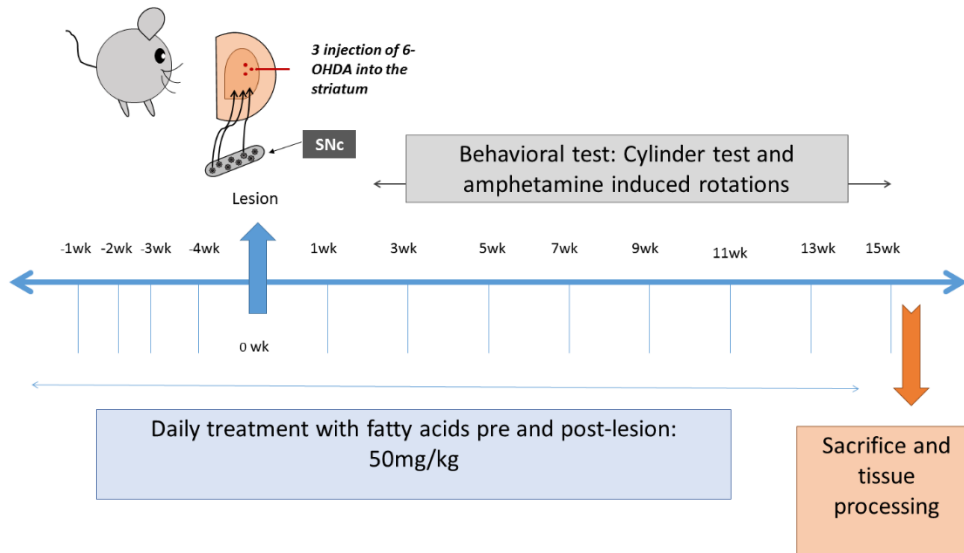 3 injection of 6-
OHDA into the
striatum
SNc
Lesion
Behavioral test: Cylinder test and
amphetamine induced rotations
-1wk -2wk -3wk -4wk 1wk 3wk 5wk 7wk 9wk 11wk 13wk 15wk
0 wk
Daily treatment with fatty acids pre and post-lesion:
50mg/kg
Sacrifice and
tissue
processing